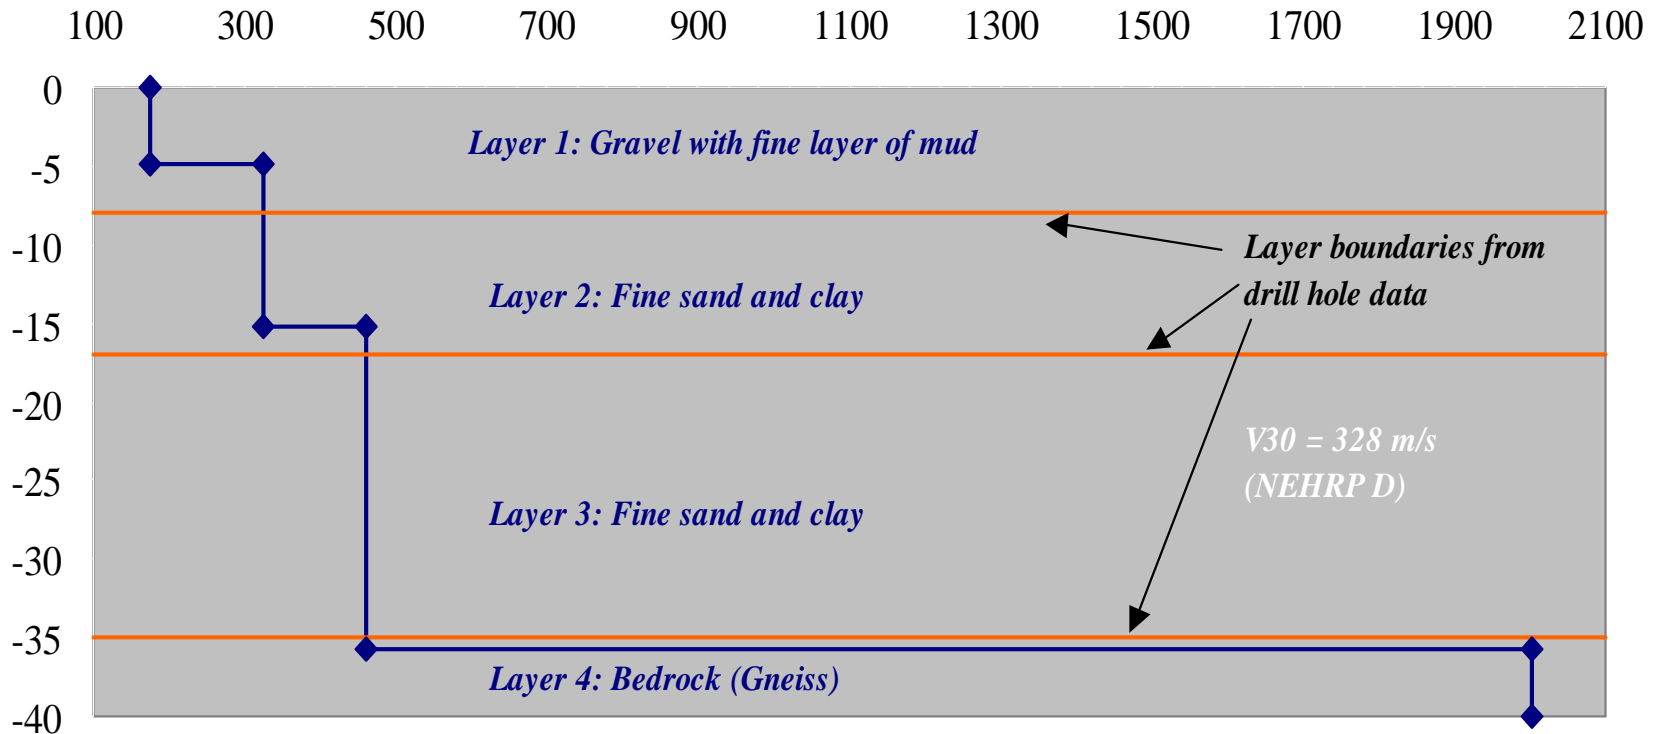 100 300 500 700 900 1100 1300 1500 1700 1900 2100
0
Layer 1: Gravel with fine layer of mud
-5
-10
Layer boundaries from
drill hole data
Layer 2: Fine sand and clay
-15
-20
V30 = 328 m/s
(NEHRP D)
-25
Layer 3: Fine sand and clay
-30
-35
Layer 4: Bedrock (Gneiss)
-40